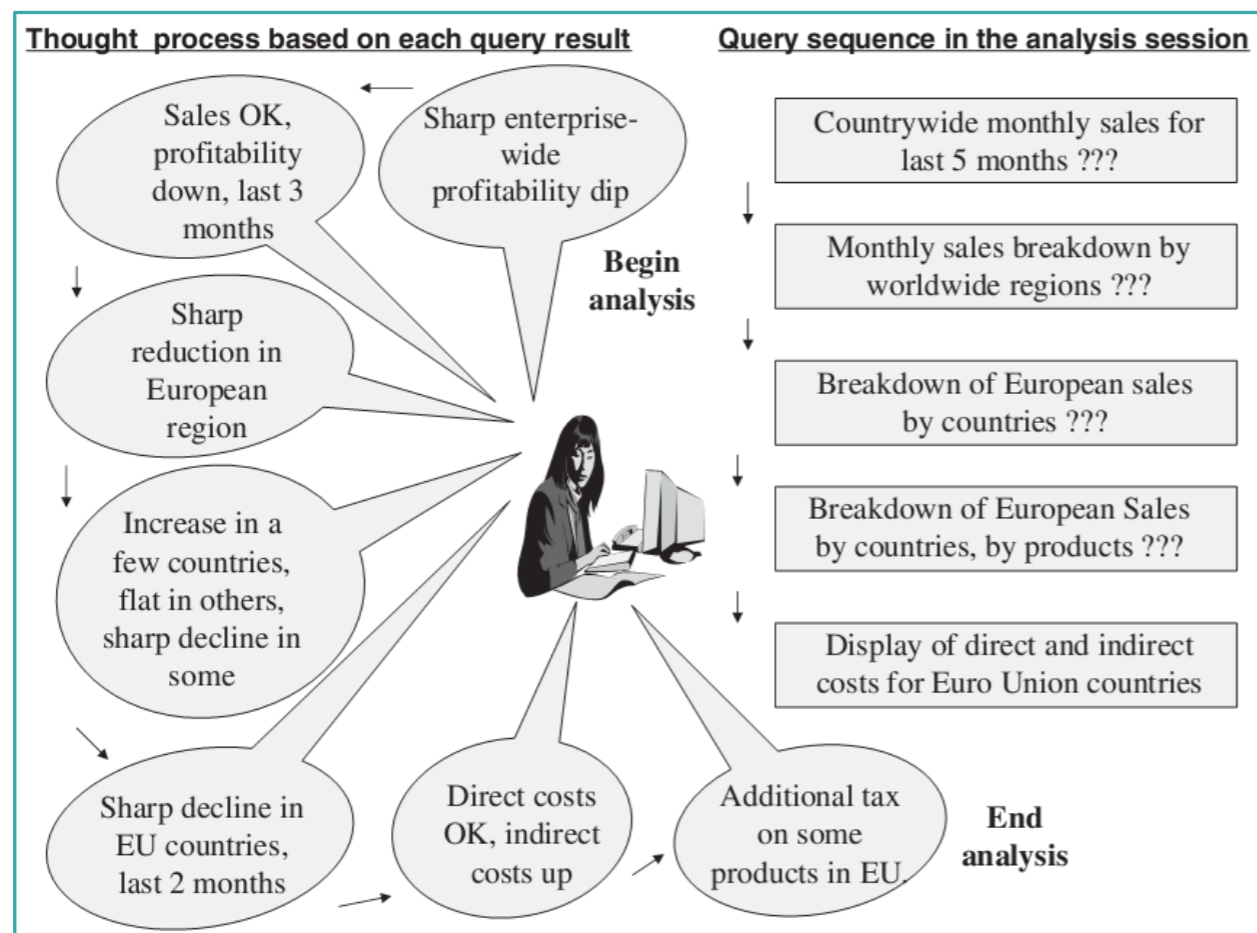 Thought process based on each query result
Query sequence in the analysis session
Sharp enterprise-
wide
profitability dip
Begin
analysis
Sales OK,
profitability
down, last 3
months
Sharp
reduction in
European
region
Increase in a
few countries,
flat in others,
sharp decline in
some
Sharp decline in
EU countries,
last 2 months
Direct costs
OK, indirect
costs up
Additional tax
on some
products in EU.
End
analysis
Countrywide monthly sales for
last 5 months ???
Monthly sales breakdown by
worldwide regions ???
Breakdown of European sales
by countries ???
Breakdown of European Sales
by countries, by products ???
Display of direct and indirect
costs for Euro Union countries